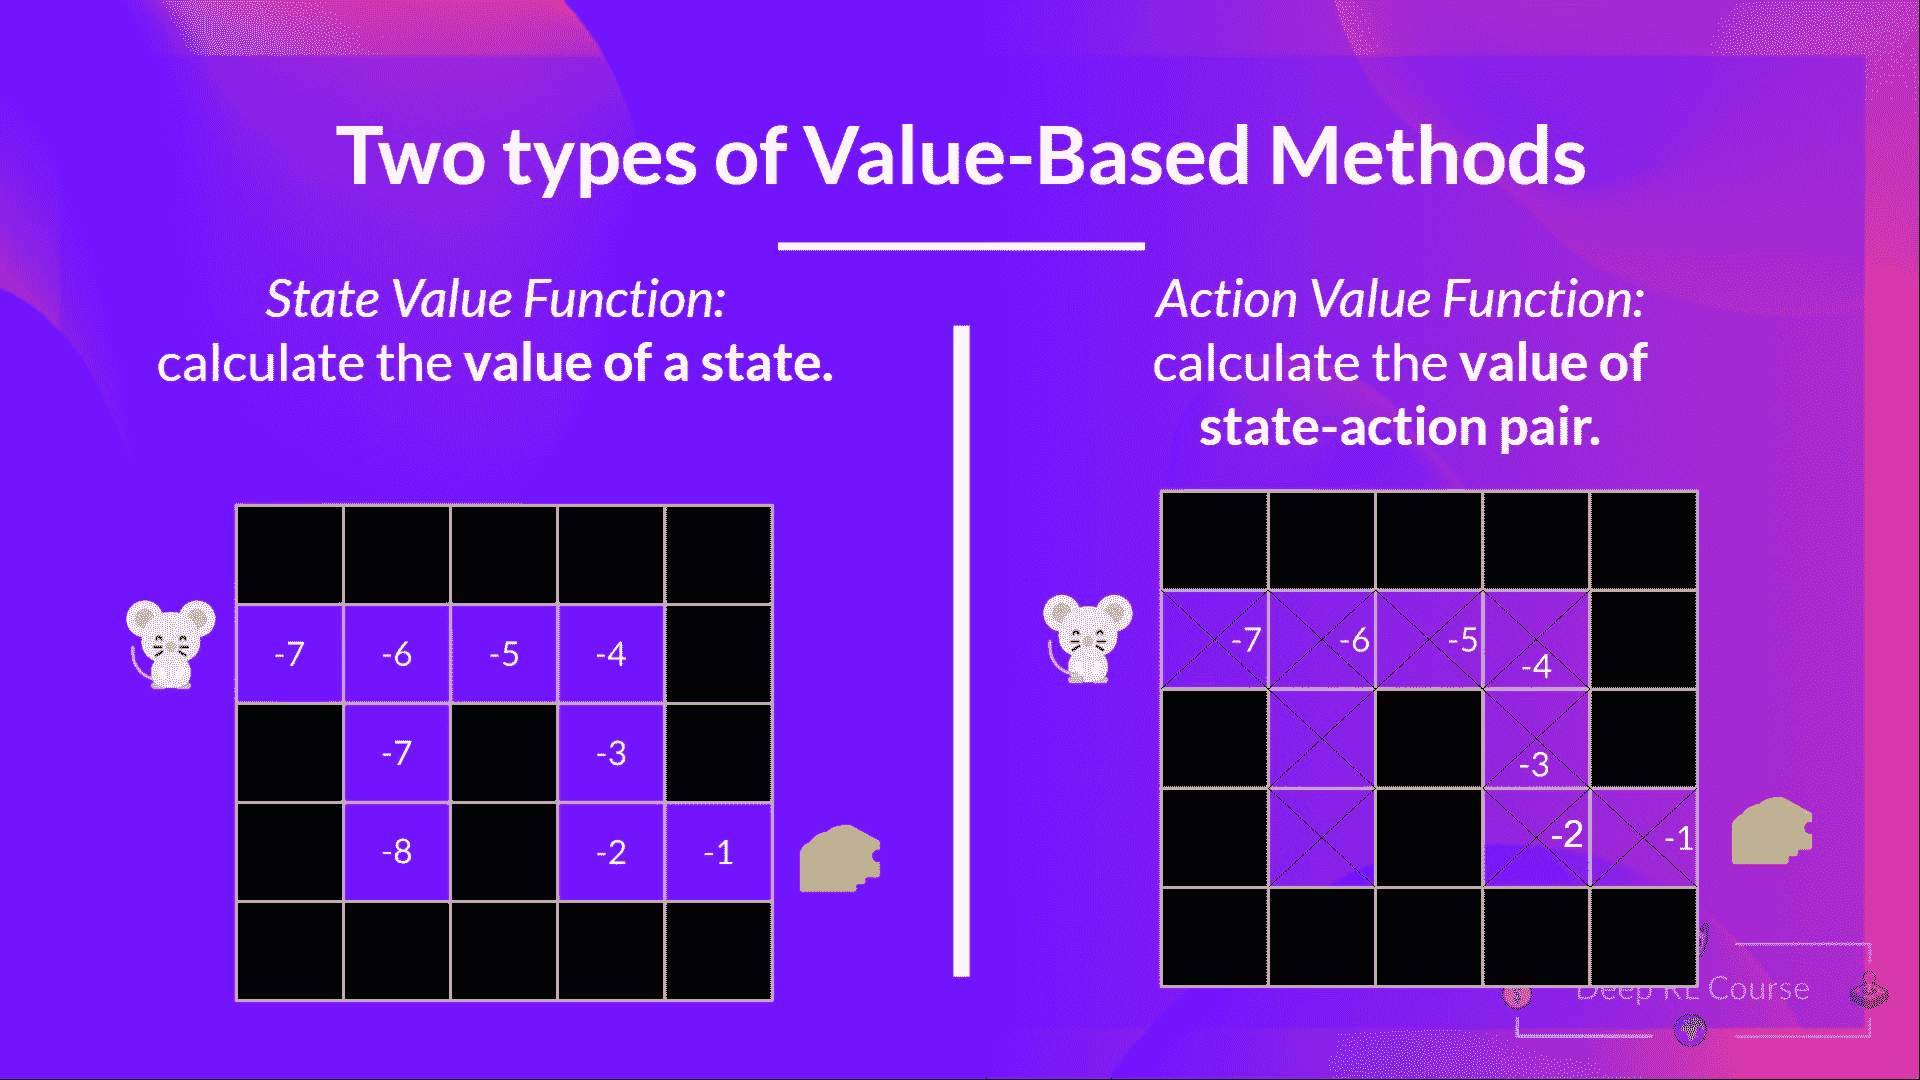 Two types of Value-Based Methods
State Value Function:
calculate the value of a state.
-7 -6 -5 -4
-7 -3
-8 -2 -1
Action Value Function:
calculate the value of
state-action pair.
-7 -6 -5 -4
-3
-2 -1
Deep RL Course